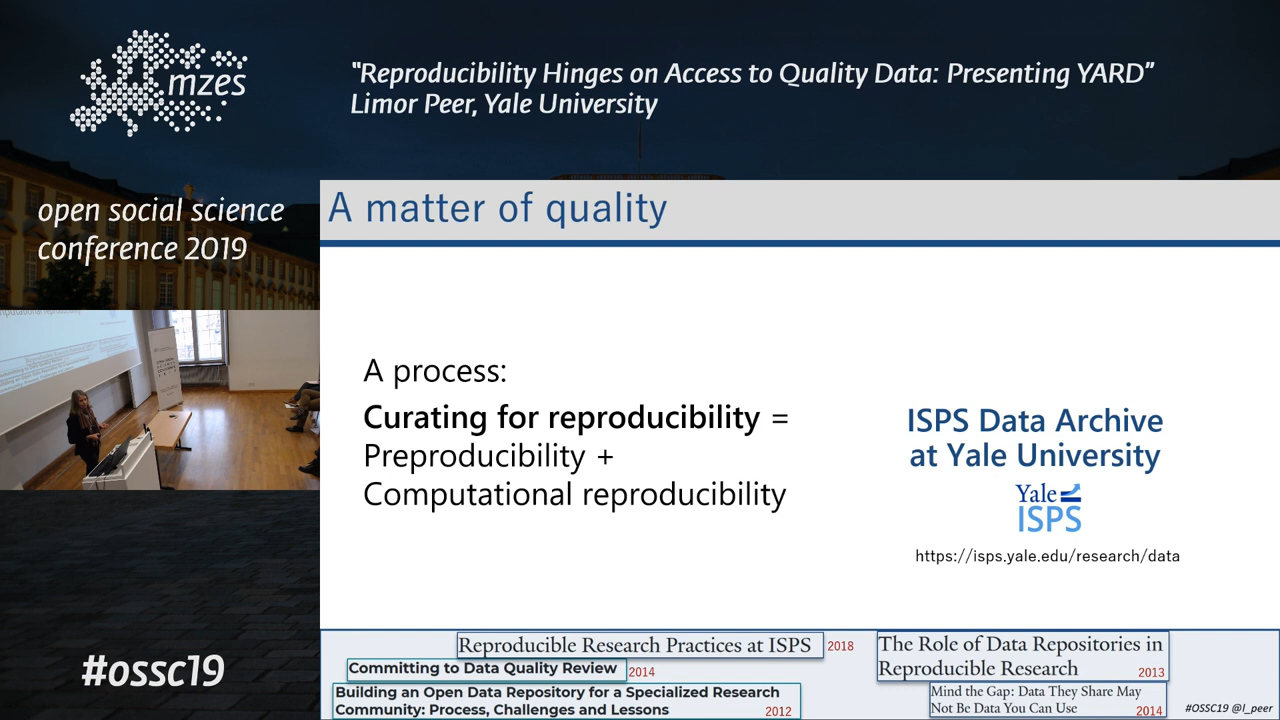 mzes
"Reproducibility Hinges on Access to Quality Data: Presenting YARD"
Limor Peer, Yale University
open social science
conference 2019
A matter of quality
A process:
Curating for reproducibility =
Preproducibility +
Computational reproducibility
ISPS Data Archive
at Yale University
Yale
ISPS
https://isps.yale.edu/research/data
#ossc19
Reproducible Research Practices at ISPS 2018
Committing to Data Quality Review 2014
Building an Open Data Repository for a Specialized Research
Community: Process, Challenges and Lessons 2012
The Role of Data Repositories in
Reproducible Research 2013
Mind the Gap: Data They Share May
Not Be Data You Can Use 2014
#OSSC19 @l_peer